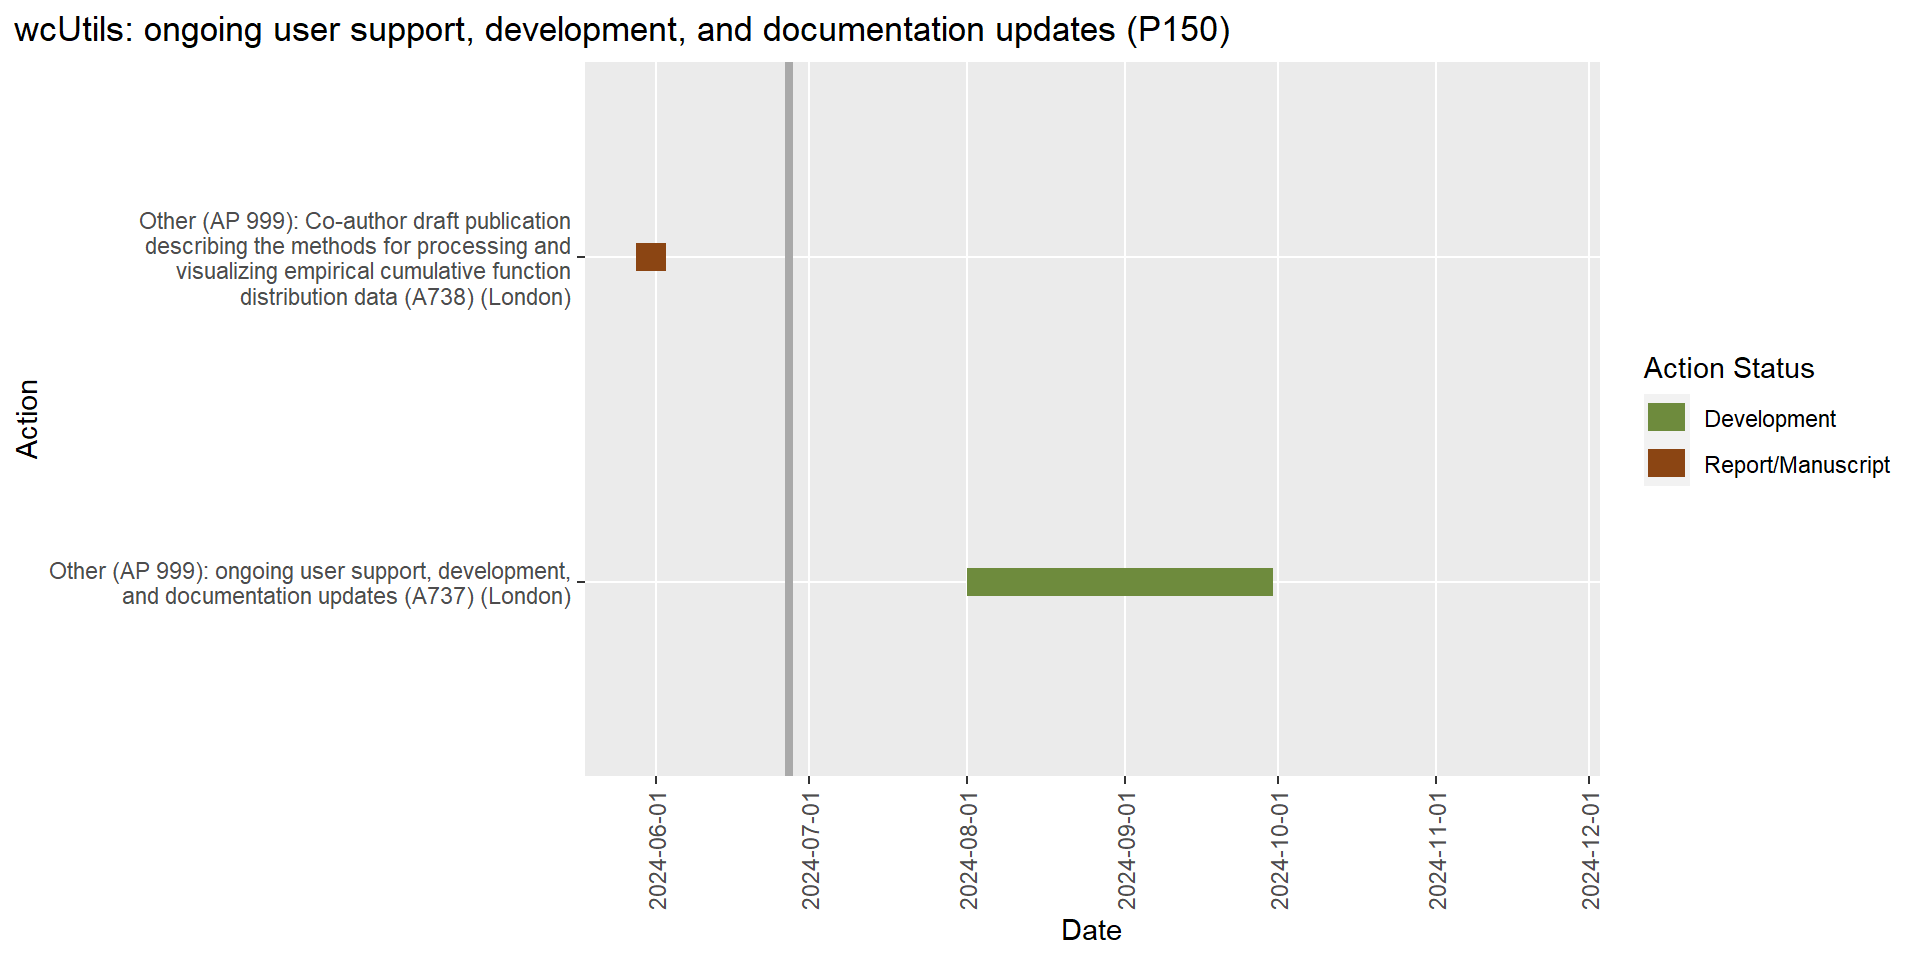 wcUtils: ongoing user support, development, and documentation updates (P150)
Other (AP 999): Co-author draft publication
describing the methods for processing and
visualizing empirical cumulative function
distribution data (A738) (London)
Action
Other (AP 999): ongoing user support, development,
and documentation updates (A737) (London)
Action Status
Development
Report/Manuscript
2024-06-01
2024-07-01
2024-08-01
2024-09-01
2024-10-01
2024-11-01
2024-12-01
Date